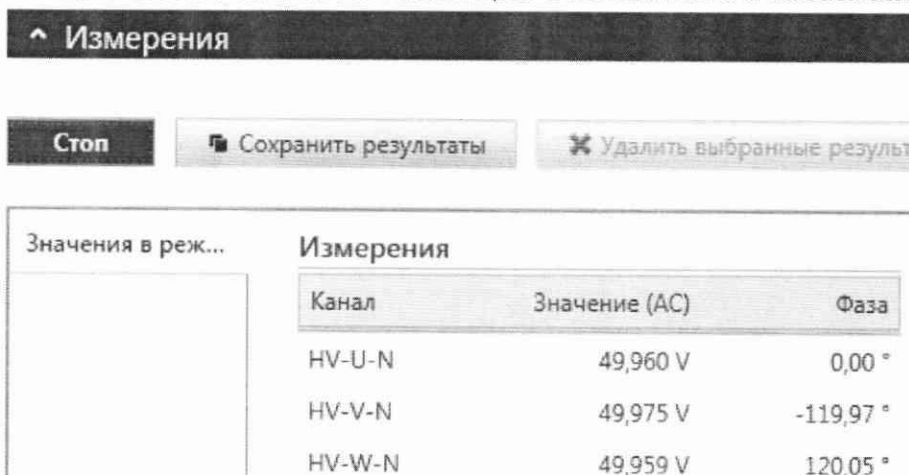 ^ Измерения
Стоп
Сохранить результаты
Удалить выбранные резуль
Значения в реж...
Измерения
Канал Значение (AC) Фаза
HV-U-N 49,960 V 0,00 °
HV-V-N 49,975 V -119,97 °
HV-W-N 49,959 V 120,05 °